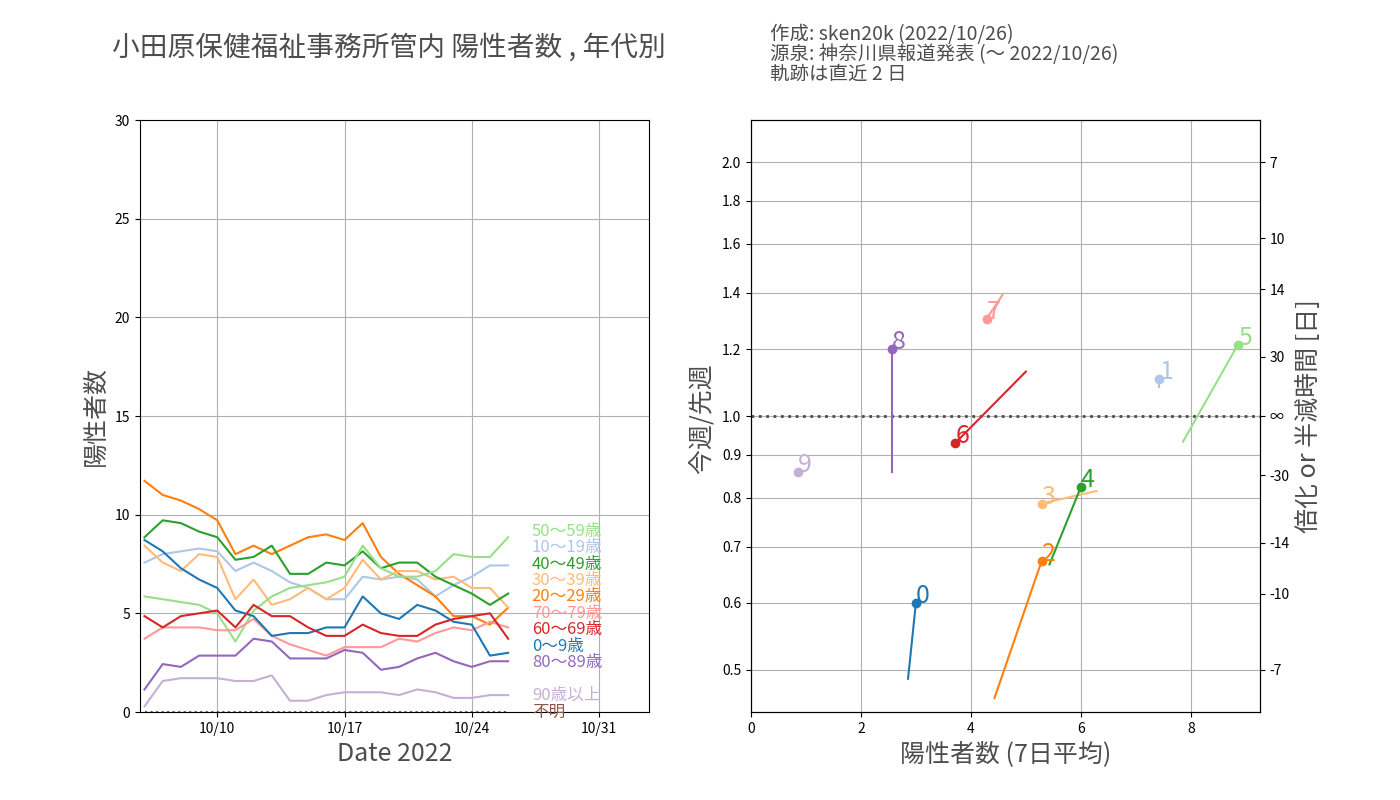 小田原保健福祉事務所管内 陽性者数 , 年代別
作成: sken20k (2022/10/26)
源泉: 神奈川県報道発表 (〜 2022/10/26)
軌跡は直近 2 日
陽性者数
30
25
20
15
10
5
0
50〜59歳
10〜19歳
40〜49歳
30〜39歳
20〜29歳
70〜79歳
60〜69歳
0〜9歳
80〜89歳
90歳以上
不明
10/10
10/17
10/24
10/31
Date 2022
今週/先週
2.0
1.8
1.6
1.4
1.2
1.0
0.9
0.8
0.7
0.6
0.5
7
8
5
1
6
9
3
4
2
0
7
10
14
30
∞
-30
-14
-10
-7
倍化 or 半減時間 [日]
0
2
4
6
8
陽性者数 (7日平均)